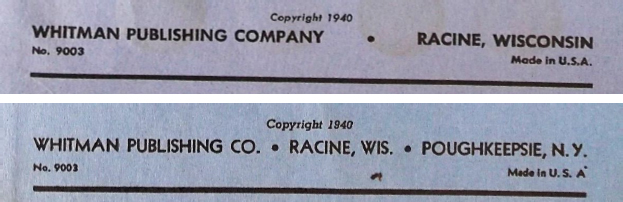 Copyright 1940
WHITMAN PUBLISHING COMPANY • RACINE, WISCONSIN
No. 9003 Made in U.S.A.
Copyright 1940
WHITMAN PUBLISHING CO. • RACINE, WIS. • POUGHKEEPSIE, N.Y.
No. 9003 Made in U. S. A